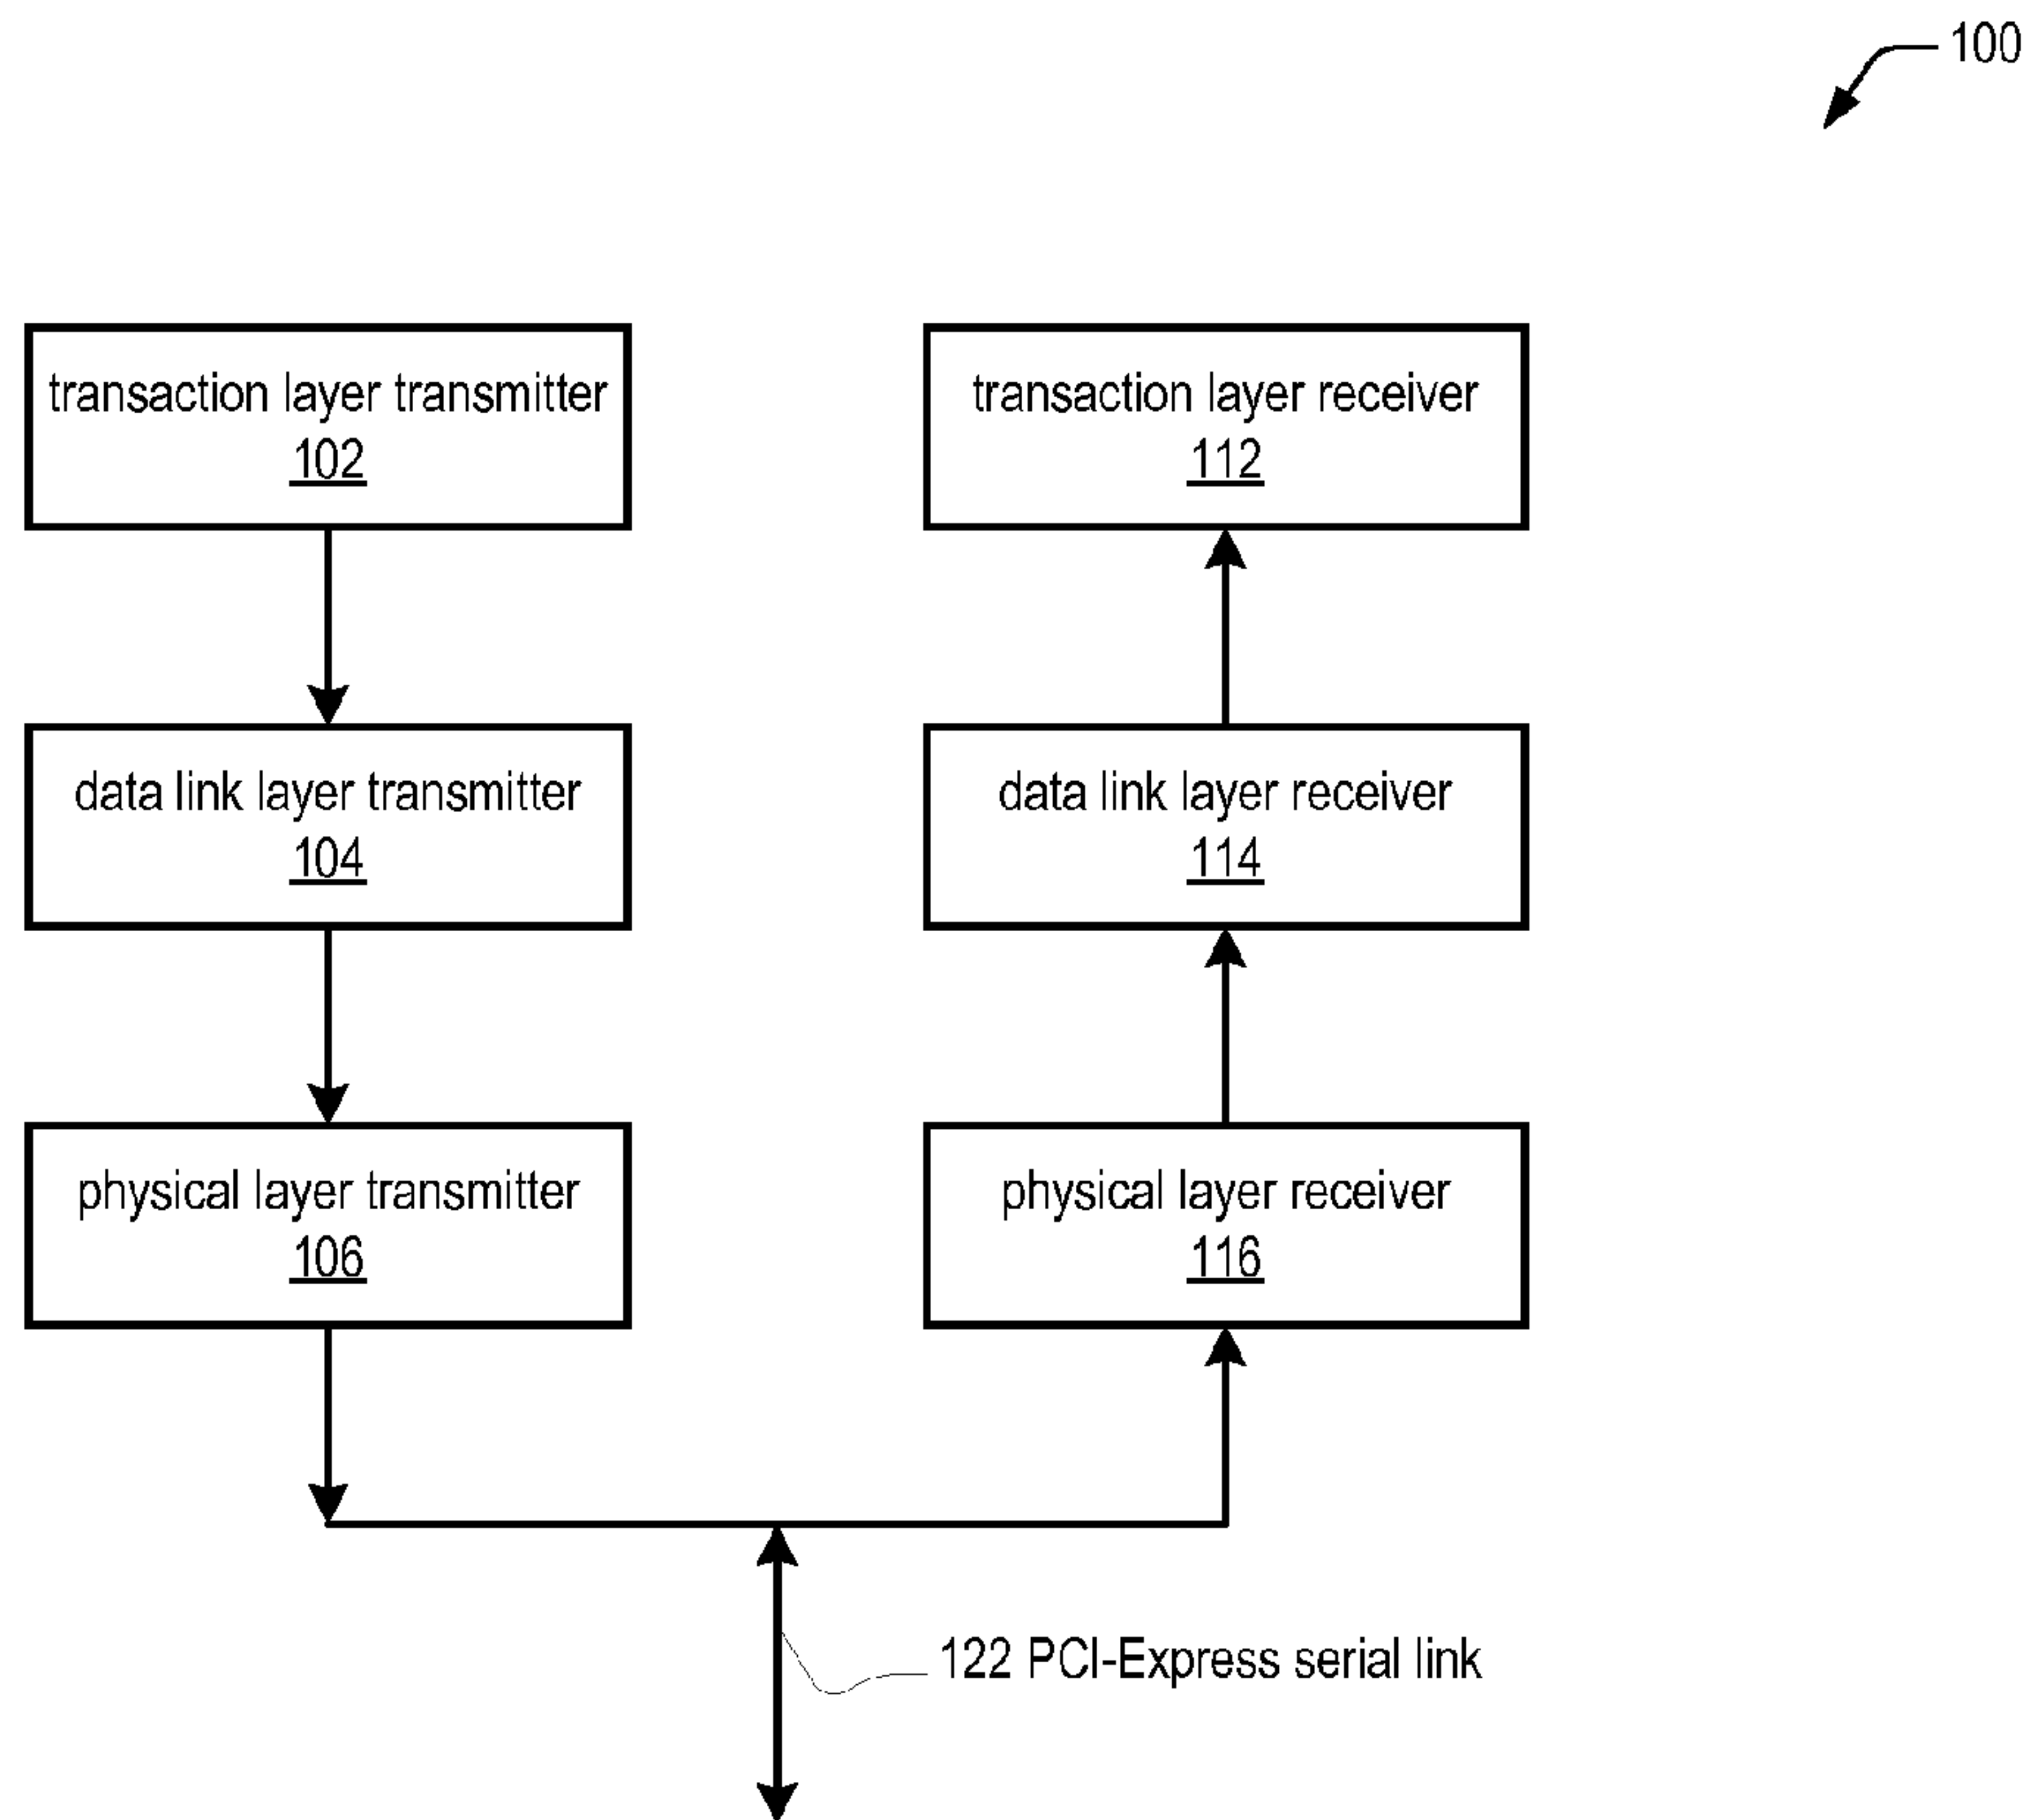 100
transaction layer transmitter
102
transaction layer receiver
112
data link layer transmitter
104
data link layer receiver
114
physical layer transmitter
106
physical layer receiver
116
122 PCI-Express serial link